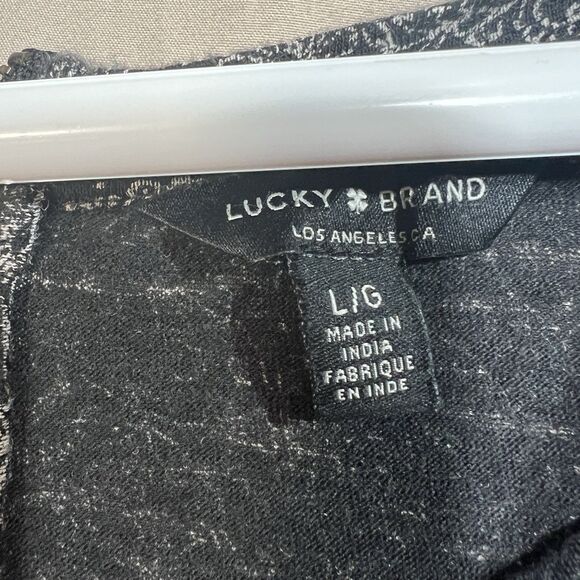 LUCKY BRAND
LOS ANGELES, CA
L/G
MADE IN
INDIA
FABRIQUE
EN INDE